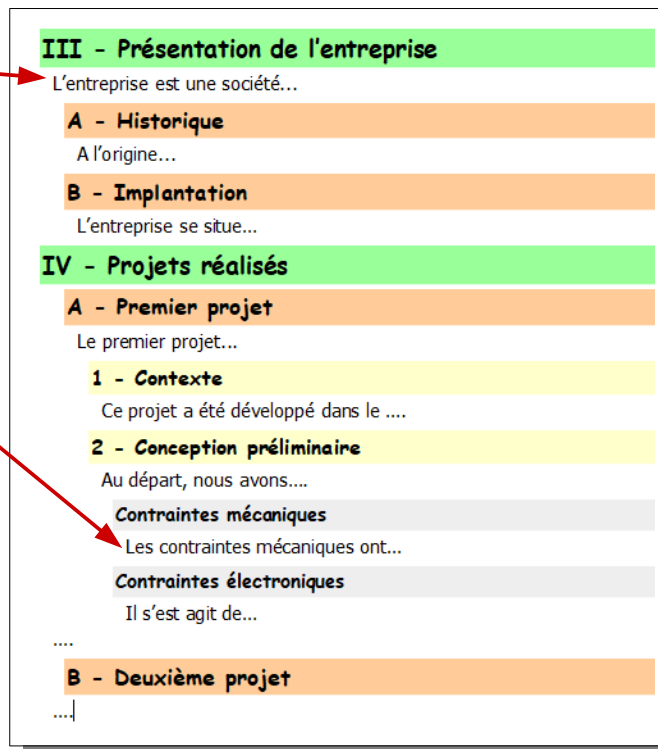 III - Présentation de l'entreprise
L'entreprise est une société...
A - Historique
A l'origine...
B - Implantation
L'entreprise se situe...
IV - Projets réalisés
A - Premier projet
Le premier projet...
1 - Contexte
Ce projet a été développé dans le ....
2 - Conception préliminaire
Au départ, nous avons....
Contraintes mécaniques
Les contraintes mécaniques ont...
Contraintes électroniques
Il s'est agit de...
....
B - Deuxième projet
....